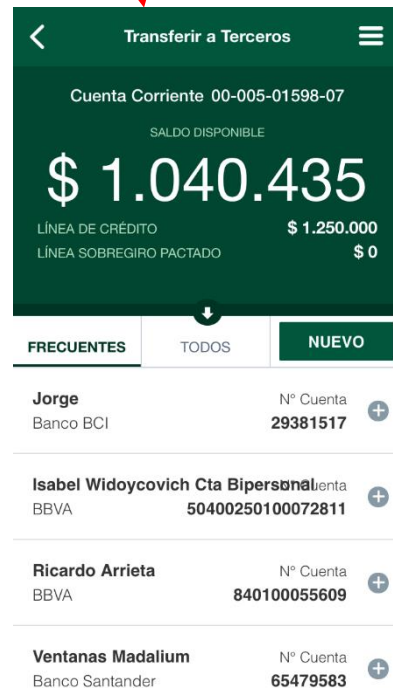 Transferir a Terceros
Cuenta Corriente 00-005-01598-07
SALDO DISPONIBLE
$ 1.040.435
LÍNEA DE CRÉDITO $ 1.250.000
LÍNEA SOBREGIRO PACTADO $ 0
FRECUENTES TODOS NUEVO
Jorge N° Cuenta
Banco BCI 29381517
Isabel Widoycovich Cta Bipersonal N° Cuenta
BBVA 50400250100072811
Ricardo Arrieta N° Cuenta
BBVA 840100055609
Ventanas Madalium N° Cuenta
Banco Santander 65479583